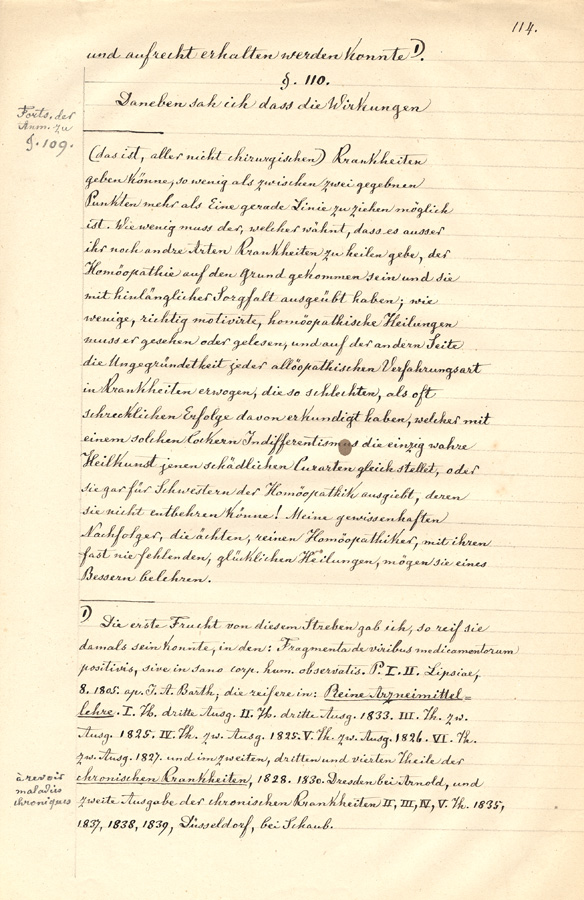 114.
und aufrecht erhalten werden konnte 1).
§. 110.
Daneben sah ich dass die Wirkungen
Forts. der
Anm. zu
§. 109.
(das ist, aller nicht chirurgischen) Krankheiten
geben könne, so wenig als zwischen zwei gegebnen
Punkten mehr als Eine gerade Linie zu ziehen möglich
ist. Wie wenig muss der, welcher wähnt, dass es ausser
ihr noch andre Arten Krankheiten zu heilen gebe, der
Homöopathie auf den Grund gekommen sein und sie
mit hinlänglicher Sorgfalt ausgeübt haben; wie
wenige, richtig motivirte, homöopathische Heilungen
muss er gesehen oder gelesen, und auf der andern Seite
die Ungegründetheit jeder allöopathischen Verfahrungsart
in Krankheiten erwogen, die so schlechten, als oft
schrecklichen Erfolge davon erkundigt haben, welcher mit
einem solchen lockern Indifferentismus die einzig wahre
Heilkunst jenen schädlichen Curarten gleich stellet, oder
sie gar für Schwestern der Homöopathik ausgiebt, deren
sie nicht entbehren könne! Meine gewissenhaften
Nachfolger, die ächten, reinen Homöopathiker, mit ihren
fast nie fehlenden, glücklichen Heilungen, mögen sie eines
Bessern belehren.
1)
Die erste Frucht von diesem Streben gab ich, so reif sie
damals sein konnte, in den: Fragmenta de viribus medicamentorum
positivis, sive in sano corp. hum. observatis. P. I. II. Lipsiae,
8. 1805. ap. J. A. Barth; die reifere in: Reine Arzneimittel=
lehre. I. Th. dritte Ausg. II. Th. dritte Ausg. 1833. III. Th. zw.
Ausg. 1825. IV. Th. zw. Ausg. 1825. V. Th. zw. Ausg. 1826. VI. Th.
zw. Ausg. 1827. und im zweiten, dritten und vierten Theile der
chronischen Krankheiten, 1828. 1830. Dresden bei Arnold, und
zweite Ausgabe der chronischen Krankheiten II, III, IV, V. Th. 1835,
1837, 1838, 1839, Düsseldorf, bei Schaub.
à revoir
maladies
chroniques